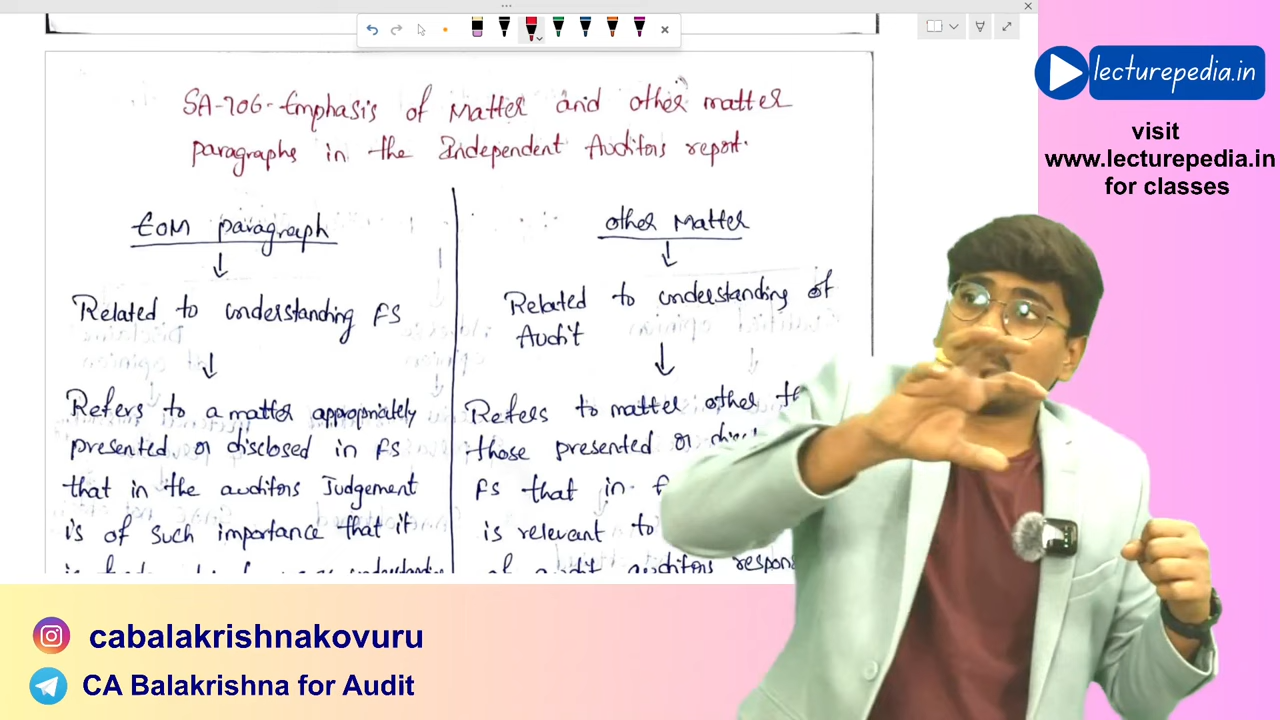 SA-706-Emphasis of Matter and other matter
paragraphs in the Independent Auditors report.
EOM paragraph
Related to understanding FS
Refers to a matter appropriately
presented or disclosed in FS
that in the auditors Judgement
is of such importance that it
other Matter
Related to understanding of
Audit
Refers to matter other
those presented or
FS that in
is relevant to
of audit auditors
lecturepedia.in
visit
www.lecturepedia.in
for classes
cabalakrishnakovuru
CA Balakrishna for Audit